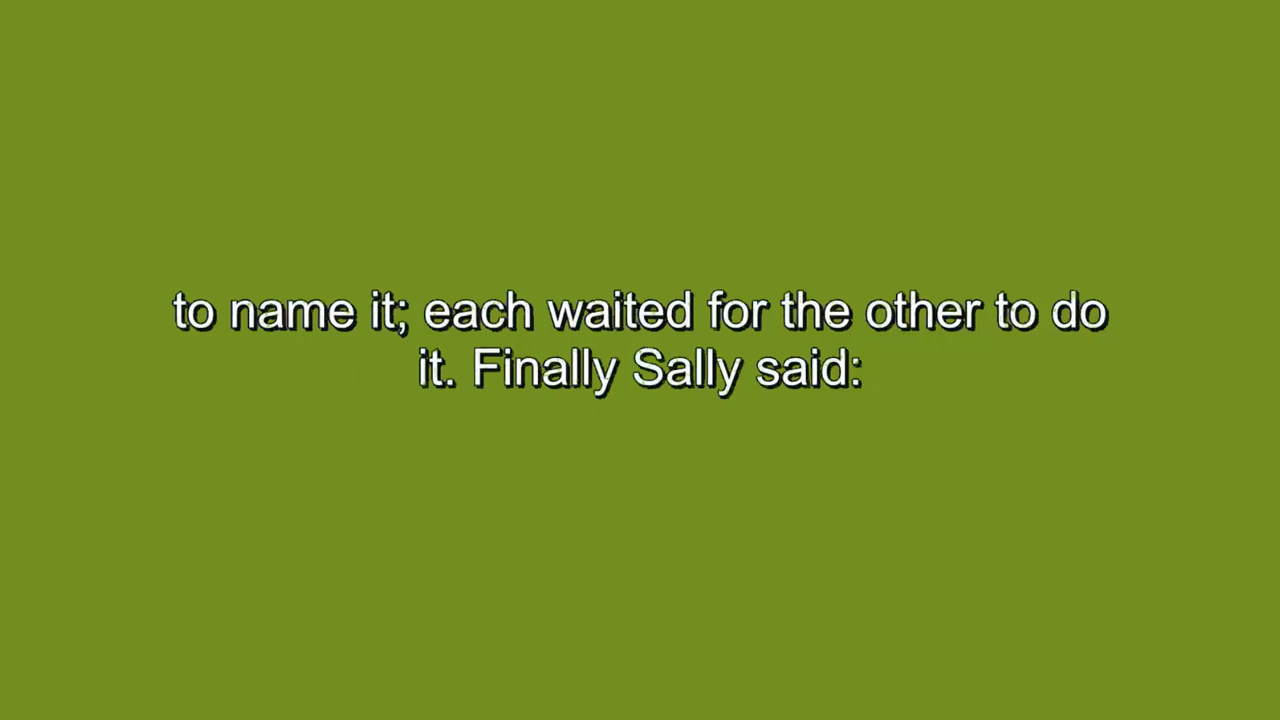 to name it; each waited for the other to do
it. Finally Sally said: